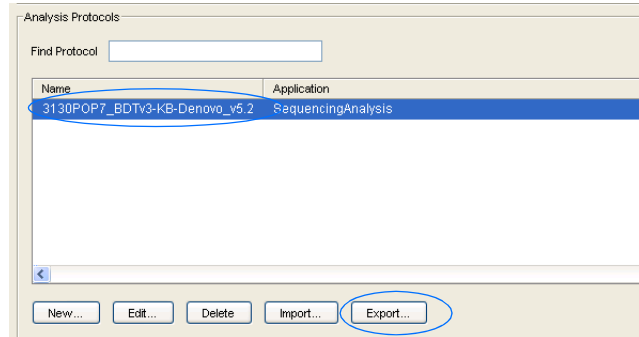 Analysis Protocols
Find Protocol
Name Application
3130POP7_BDTv3-KB-Denovo_v5.2 SequencingAnalysis
New... Edit... Delete Import... Export...